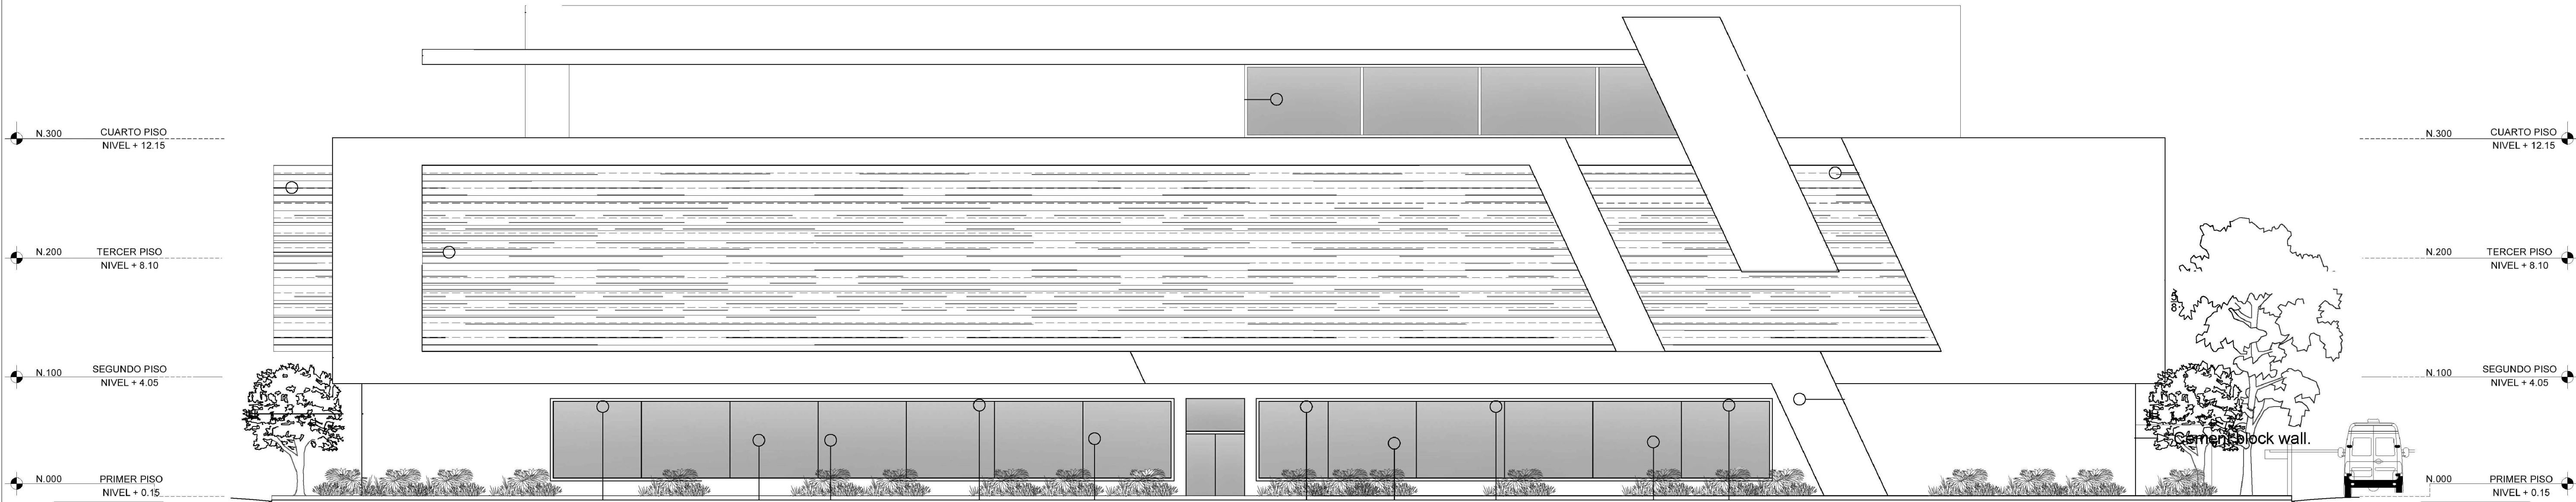 N.300 CUARTO PISO
NIVEL + 12.15
N.200 TERCER PISO
NIVEL + 8.10
N.100 SEGUNDO PISO
NIVEL + 4.05
N.000 PRIMER PISO
NIVEL + 0.15
N.300 CUARTO PISO
NIVEL + 12.15
N.200 TERCER PISO
NIVEL + 8.10
N.100 SEGUNDO PISO
NIVEL + 4.05
Cement block wall.
N.000 PRIMER PISO
NIVEL + 0.15